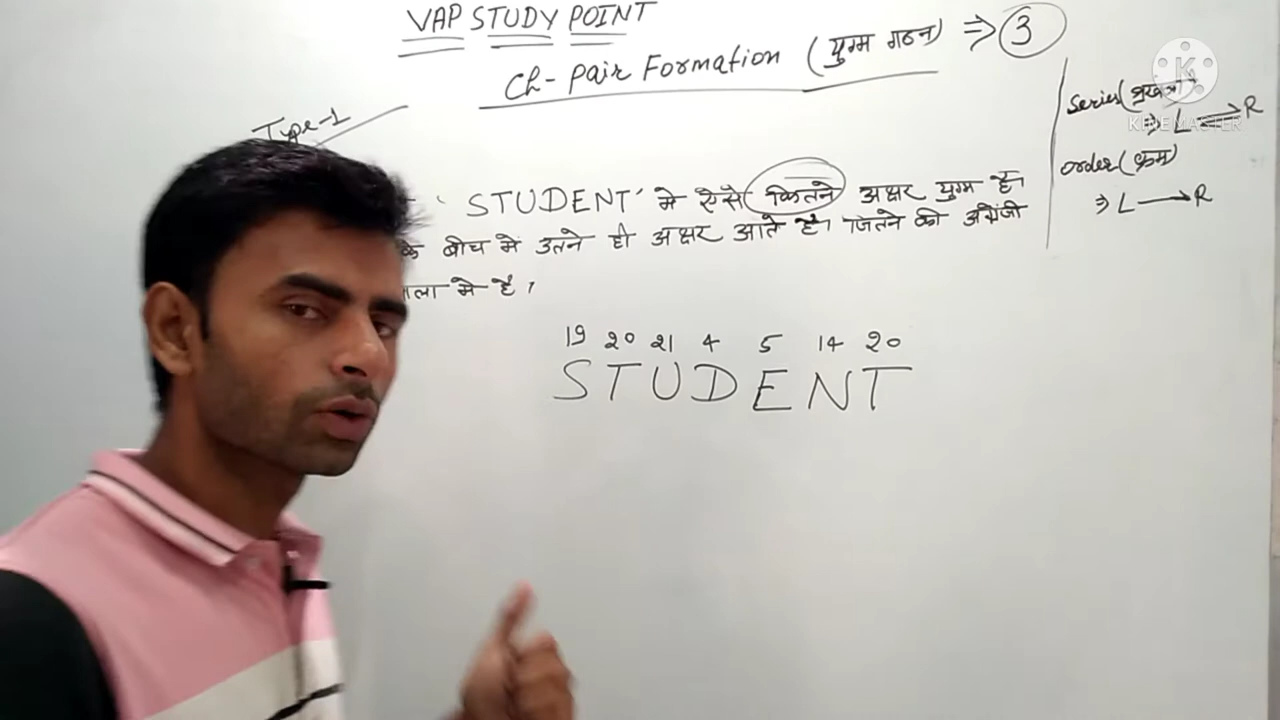 VAP STUDY POINT
Ch- Pair Formation (युग्म गठन) ⇒ 3
Type-1
Series(
⇒ L ⇌ R
order(क्रम)
⇒ L → R
' STUDENT' मे ऐसे कितने अक्षर युग्म है।
के बीच में उतने ही अक्षर आते है। जितने की अंग्रेजी
मे है,
19 20 21 4 5 14 20
STUDENT
K
KINEMASTER